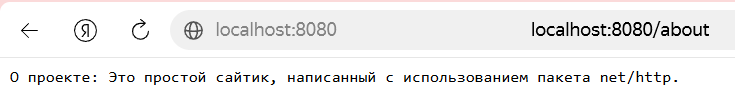 localhost:8080 localhost:8080/about
О проекте: Это простой сайтик, написанный с использованием пакета net/http.